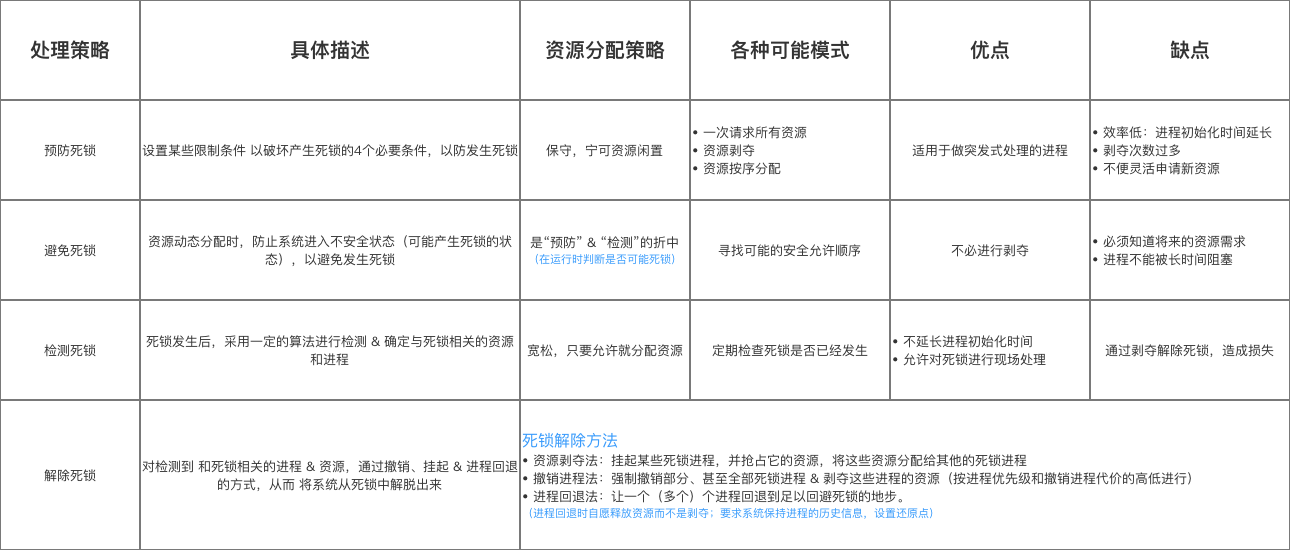 处理策略
具体描述
资源分配策略
各种可能模式
优点
缺点
预防死锁
设置某些限制条件 以破坏产生死锁的4个必要条件，以防发生死锁
保守，宁可资源闲置
• 一次请求所有资源
• 资源剥夺
• 资源按序分配
适用于做突发式处理的进程
• 效率低：进程初始化时间延长
• 剥夺次数过多
• 不便灵活申请新资源
避免死锁
资源动态分配时，防止系统进入不安全状态（可能产生死锁的状
态），以避免发生死锁
是“预防” & “检测”的折中
（在运行时判断是否可能死锁）
寻找可能的安全允许顺序
不必进行剥夺
• 必须知道将来的资源需求
• 进程不能被长时间阻塞
检测死锁
死锁发生后，采用一定的算法进行检测 & 确定与死锁相关的资源
和进程
宽松，只要允许就分配资源
定期检查死锁是否已经发生
• 不延长进程初始化时间
• 允许对死锁进行现场处理
通过剥夺解除死锁，造成损失
解除死锁
对检测到 和死锁相关的进程 & 资源，通过撤销、挂起 & 进程回退
的方式，从而 将系统从死锁中解脱出来
死锁解除方法
• 资源剥夺法：挂起某些死锁进程，并抢占它的资源，将这些资源分配给其他的死锁进程
• 撤销进程法：强制撤销部分、甚至全部死锁进程 & 剥夺这些进程的资源（按进程优先级和撤销进程代价的高低进行）
• 进程回退法：让一个（多个）个进程回退到足以回避死锁的地步。
（进程回退时自愿释放资源而不是剥夺；要求系统保持进程的历史信息，设置还原点）